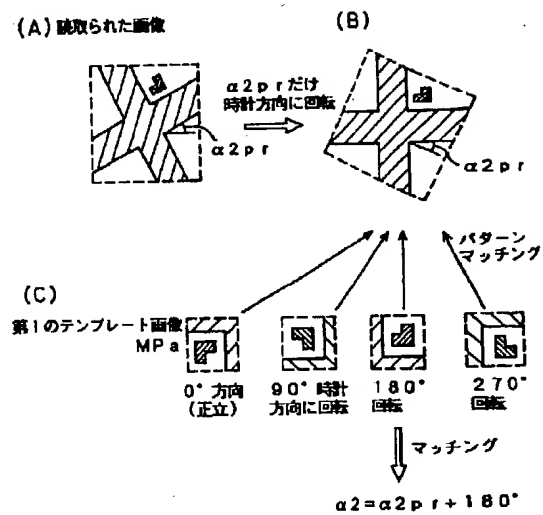 (A) 読取られた画像
(B)
α2prだけ
時計方向に回転
α2pr
α2pr
パターン
マッチング
(C)
第1のテンプレート画像
MPa
0°方向
(正立)
90°時計
方向に回転
180°
回転
270°
回転
マッチング
α2=α2pr+180°